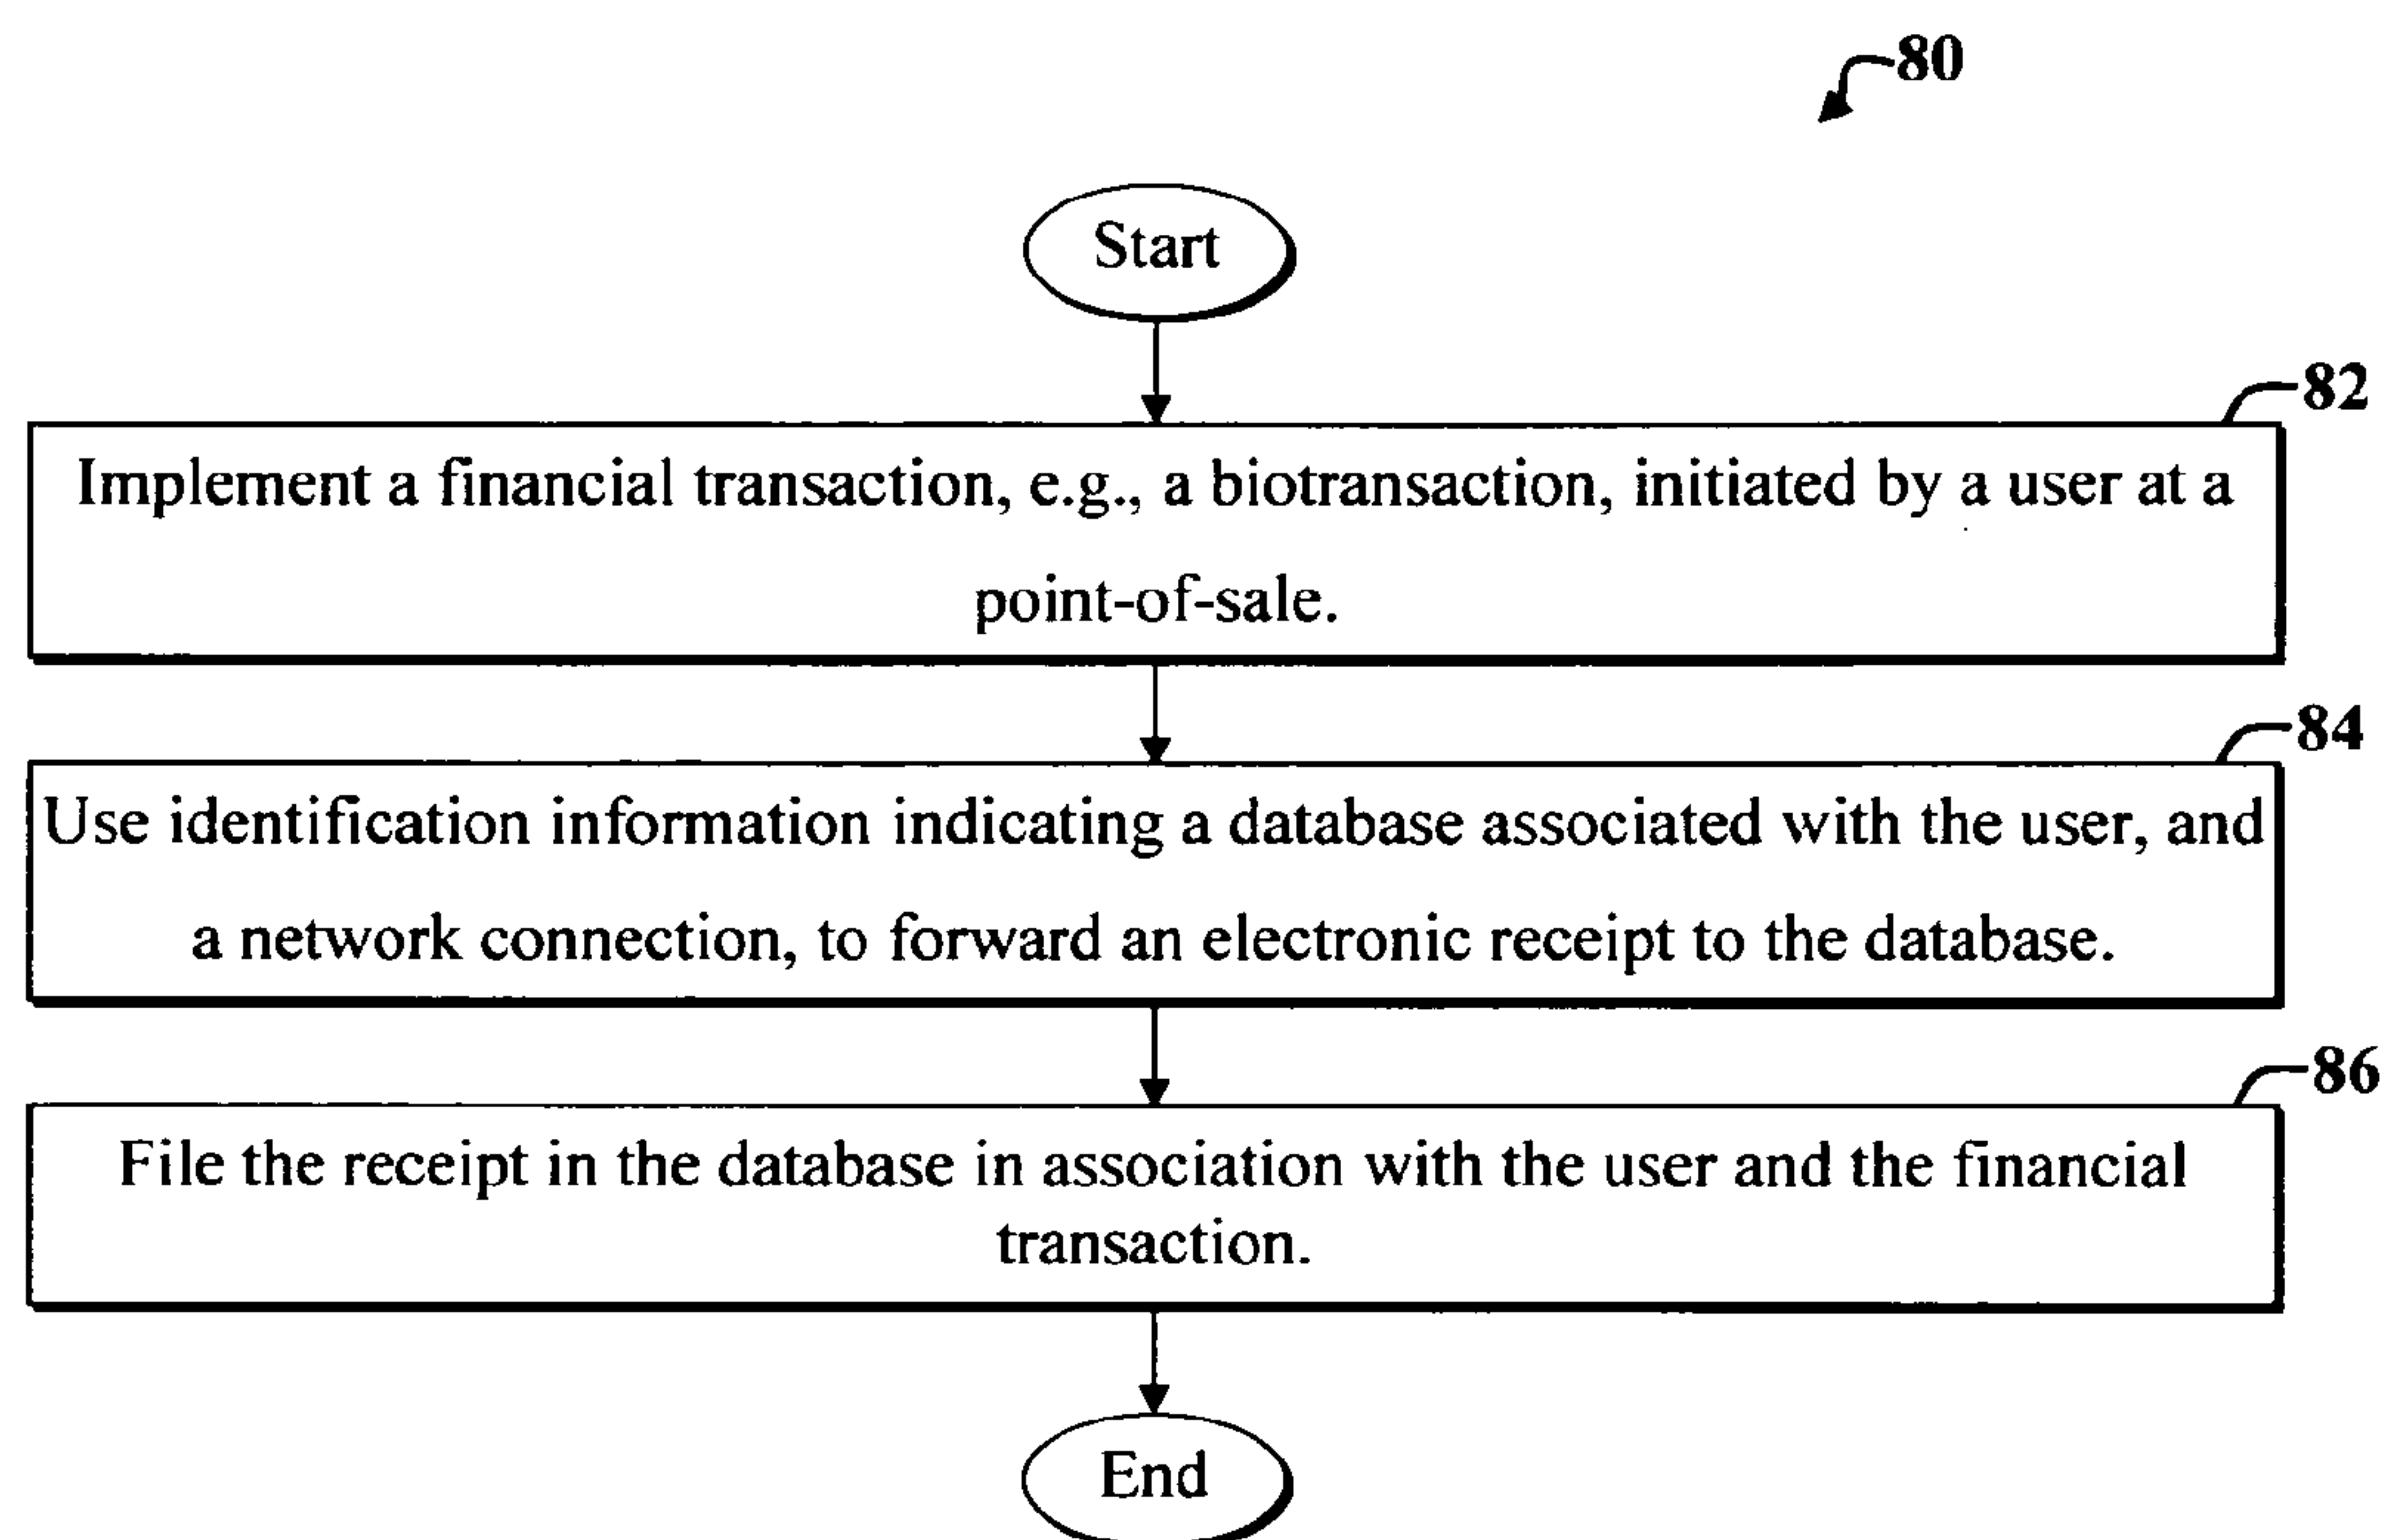 80
Start
82
Implement a financial transaction, e.g., a biotransaction, initiated by a user at a
point-of-sale.
84
Use identification information indicating a database associated with the user, and
a network connection, to forward an electronic receipt to the database.
86
File the receipt in the database in association with the user and the financial
transaction.
End